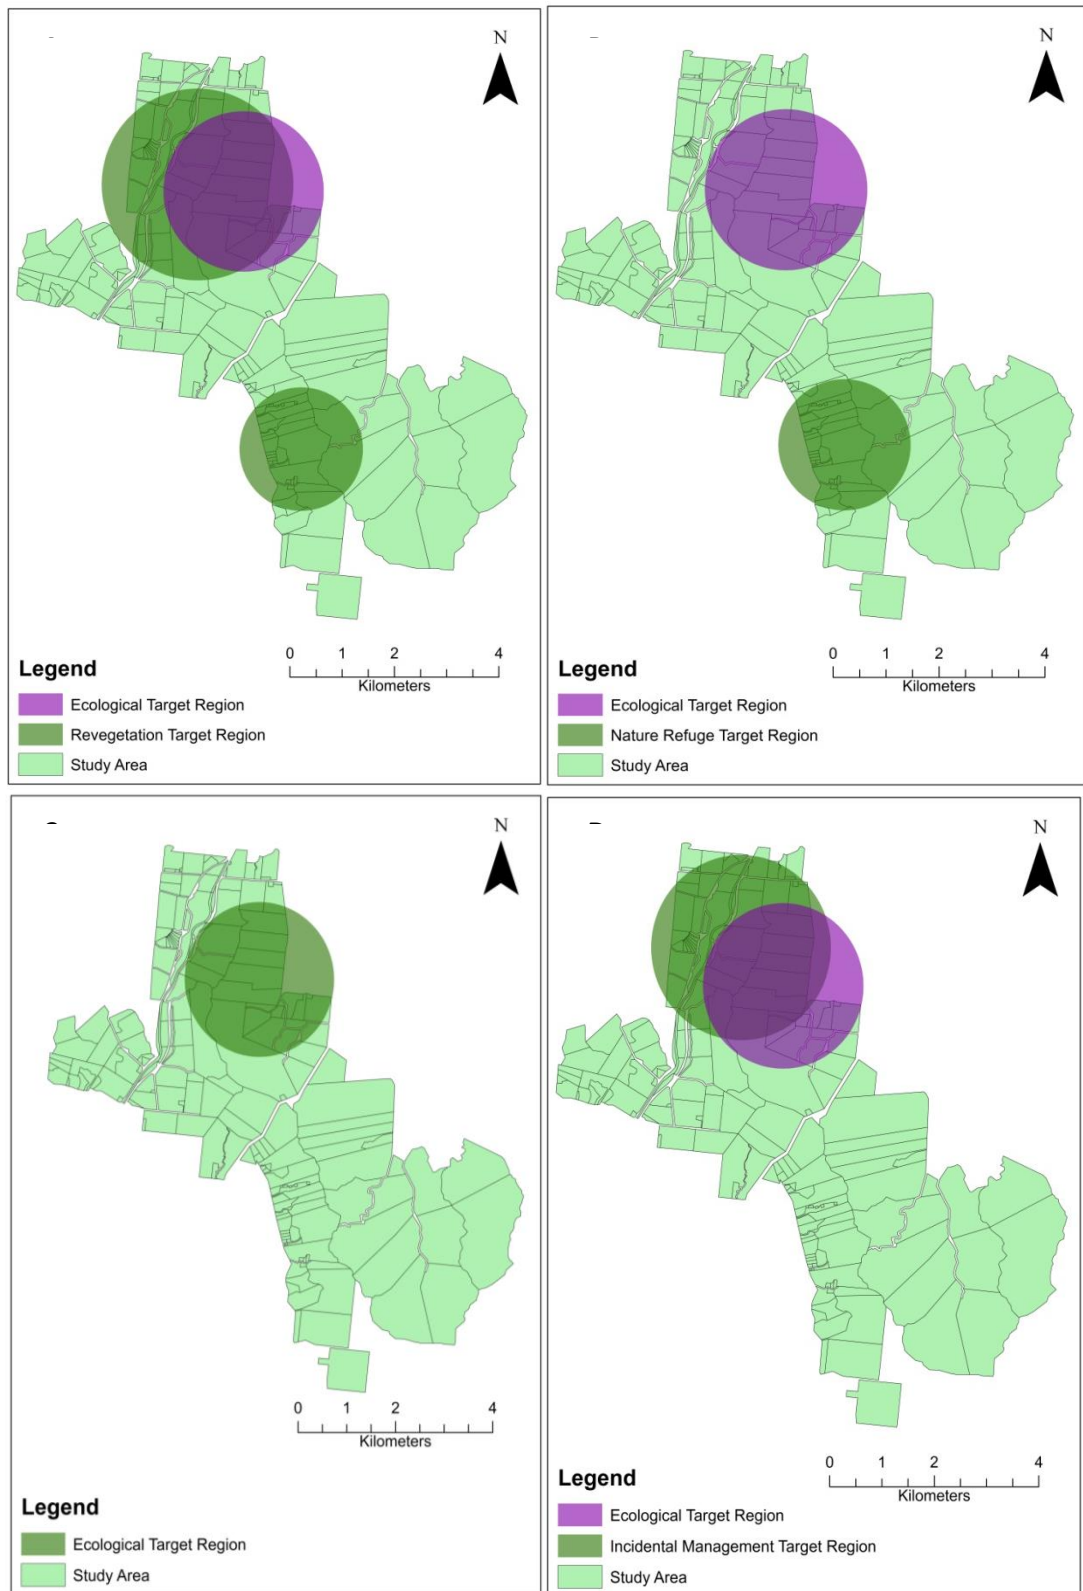 N
0 1 2 4
Kilometers
Legend
Ecological Target Region
Revegetation Target Region
Study Area
N
0 1 2 4
Kilometers
Legend
Ecological Target Region
Nature Refuge Target Region
Study Area
N
0 1 2 4
Kilometers
Legend
Ecological Target Region
Study Area
N
0 1 2 4
Kilometers
Legend
Ecological Target Region
Incidental Management Target Region
Study Area